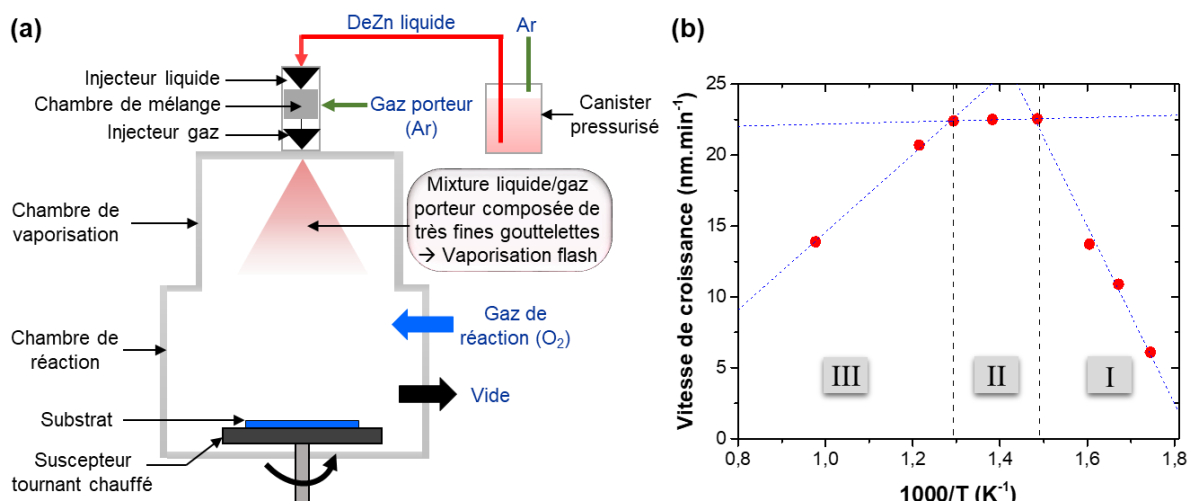 (a)
DeZn liquide
Ar
Injecteur liquide
Chambre de mélange
Injecteur gaz
Gaz porteur
(Ar)
Canister
pressurisé
Mixture liquide/gaz
porteur composée de
très fines gouttelettes
→ Vaporisation flash
Chambre de
vaporisation
Gaz de
réaction (O₂)
Chambre de
réaction
Vide
Substrat
Suscepteur
tournant chauffé
(b)
Vitesse de croissance (nm.min⁻¹)
25
20
15
10
5
0
III
II
I
0,8
1,0
1,2
1,4
1,6
1,8
1000/T (K⁻¹)